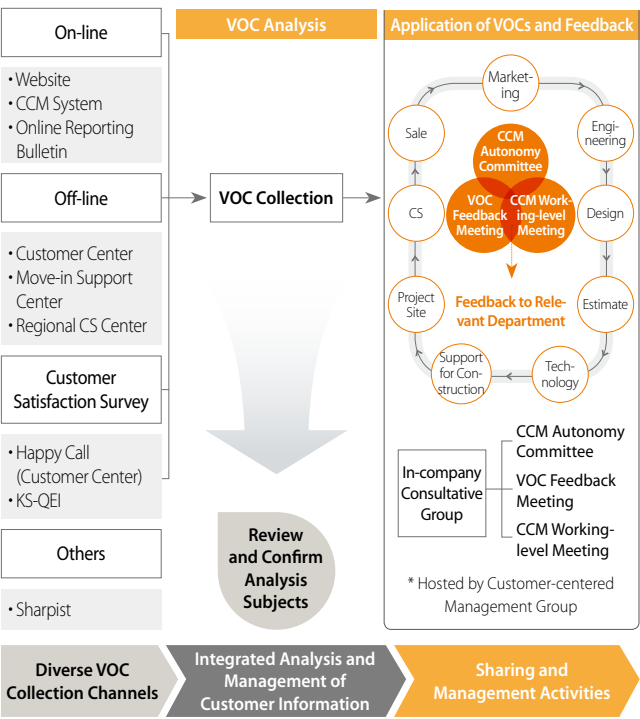 On-line
• Website
• CCM System
• Online Reporting
Bulletin
Off-line
• Customer Center
• Move-in Support
Center
• Regional CS Center
Customer
Satisfaction Survey
• Happy Call
(Customer Center)
• KS-QEI
Others
• Sharpist
VOC Analysis
VOC Collection
Review
and Confirm
Analysis
Subjects
Application of VOCs and Feedback
Market-
ing
Engi-
neering
Design
Estimate
Tech-
nology
Support
for Con-
struction
Project
Site
CS
Sale
CCM
Autonomy
Committee
VOC
Feedback
Meeting
CCM Work-
ing-level
Meeting
Feedback to Rele-
vant Department
In-company
Consultative
Group
CCM Autonomy
Committee
VOC Feedback
Meeting
CCM Working-
level Meeting
* Hosted by Customer-centered
Management Group
Diverse VOC
Collection Channels
Integrated Analysis and
Management of
Customer Information
Sharing and
Management Activities